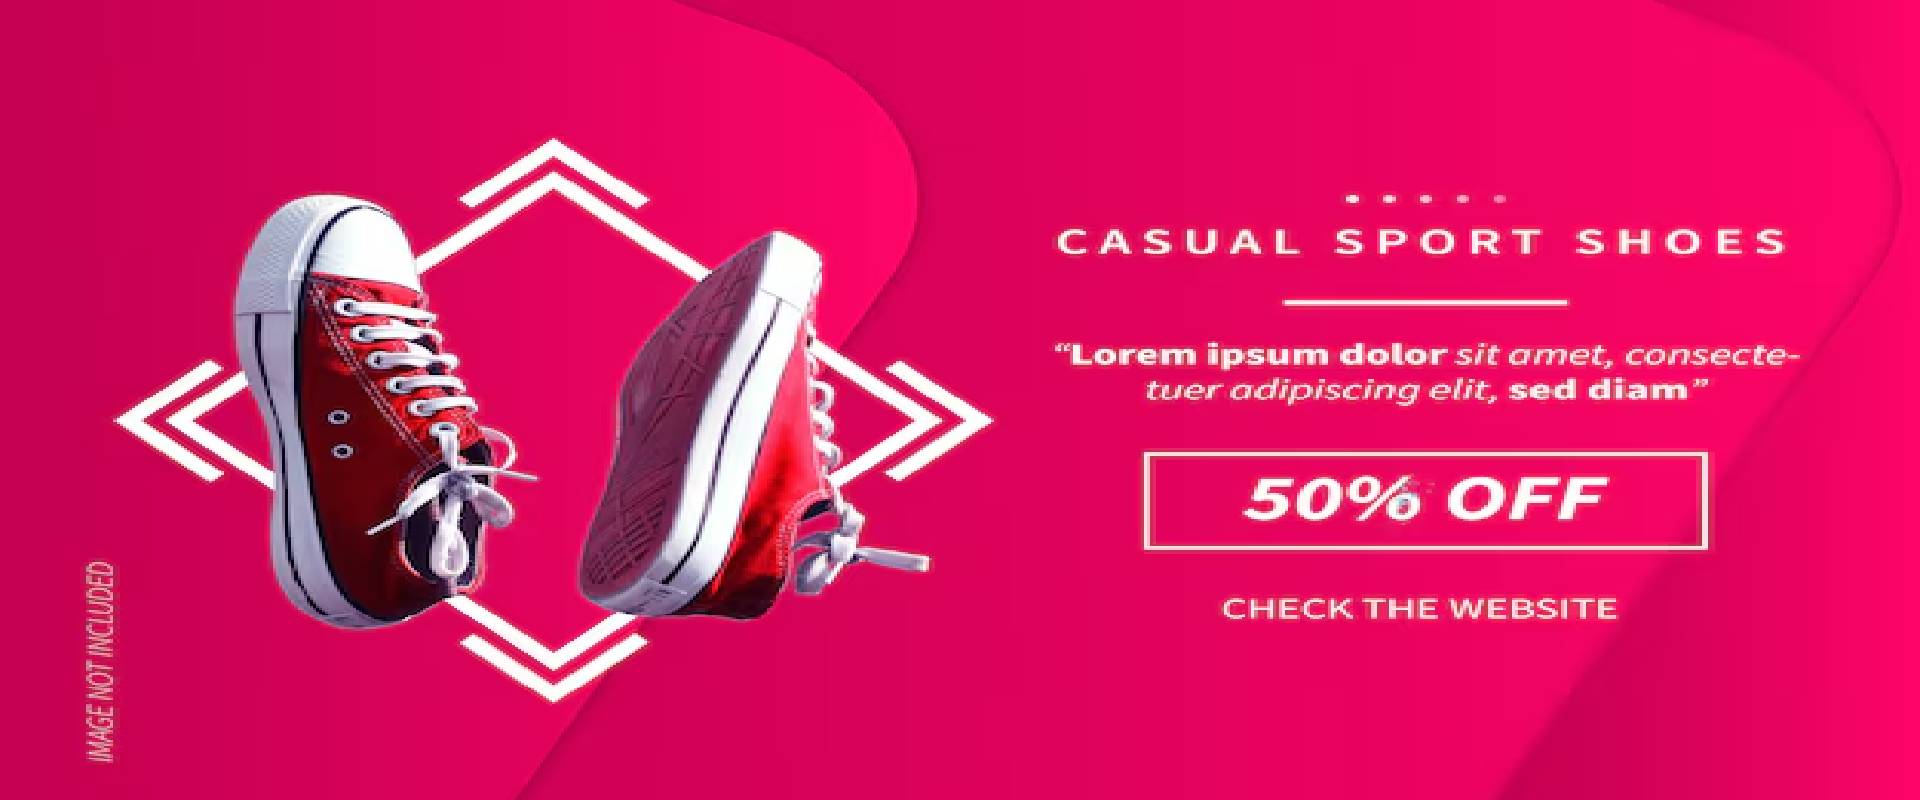 CASUAL SPORT SHOES
“Lorem ipsum dolor sit amet, consecte-
tuer adipiscing elit, sed diam”
50% OFF
CHECK THE WEBSITE
IMAGE NOT INCLUDED